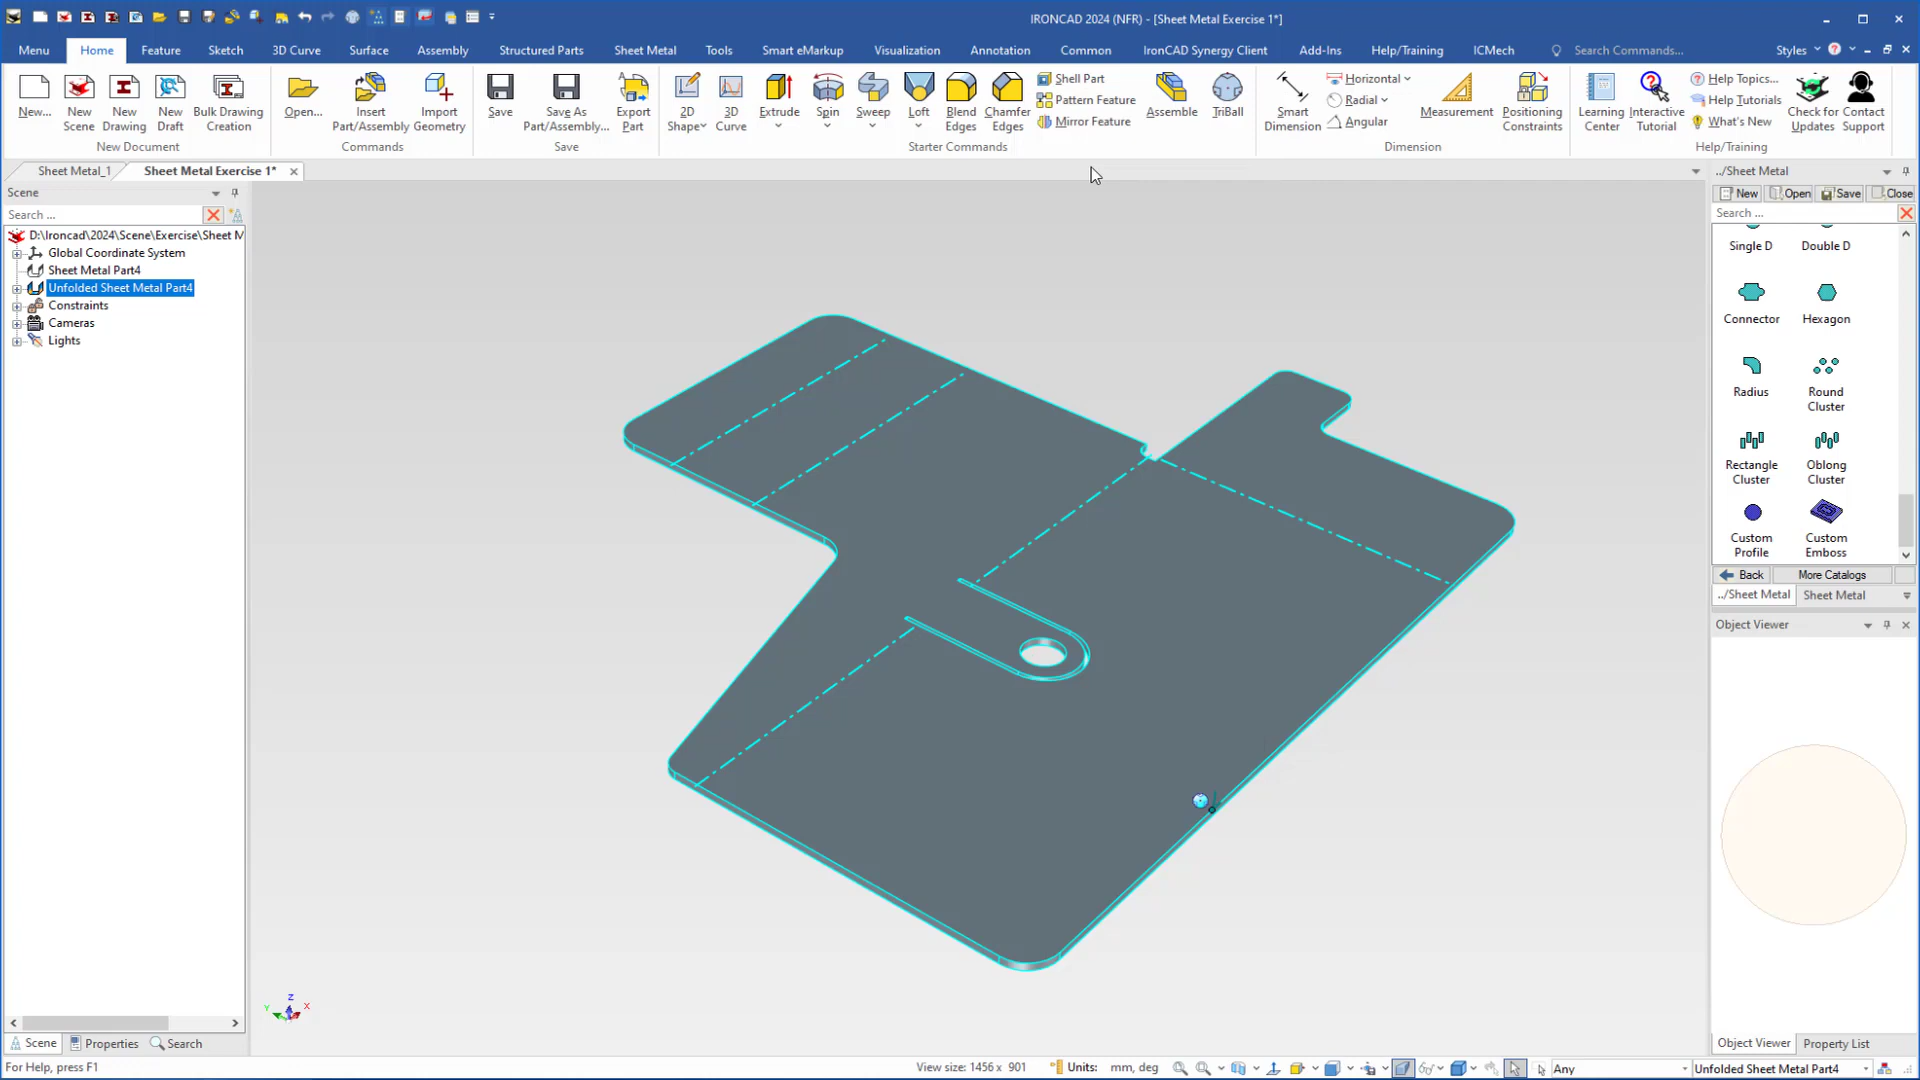 IRONCAD 2024 (NFR) - [Sheet Metal Exercise 1*]
Menu Home Feature Sketch 3D Curve Surface Assembly Structured Parts Sheet Metal Tools Smart eMarkup Visualization Annotation Common IronCAD Synergy Client Add-Ins Help/Training ICMech Search Commands... Styles
New... New Scene New Drawing New Draft Bulk Drawing Creation
New Document
Open... Insert Part/Assembly Import Geometry
Commands
Save Save As Part/Assembly... Export Part
Save
2D Shape 3D Curve Extrude Spin Sweep Loft Blend Edges Chamfer Edges
Shell Part
Pattern Feature
Mirror Feature
Assemble TriBall
Starter Commands
Smart Dimension
Horizontal
Radial
Angular
Measurement Positioning Constraints
Dimension
Learning Center Interactive Tutorial
Help Topics...
Help Tutorials
What's New
Check for Updates Contact Support
Help/Training
Sheet Metal_1 Sheet Metal Exercise 1*
Scene
Search ...
D:\Ironcad\2024\Scene\Exercise\Sheet M
Global Coordinate System
Sheet Metal Part4
Unfolded Sheet Metal Part4
Constraints
Cameras
Lights
Scene Properties Search
Z
Y X
../Sheet Metal
New Open Save Close
Search ...
Single D Double D
Connector Hexagon
Radius Round Cluster
Rectangle Cluster Oblong Cluster
Custom Profile Custom Emboss
Back More Catalogs
../Sheet Metal Sheet Metal
Object Viewer
Object Viewer Property List
For Help, press F1 View size: 1456 x 901 Units: mm, deg Any Unfolded Sheet Metal Part4